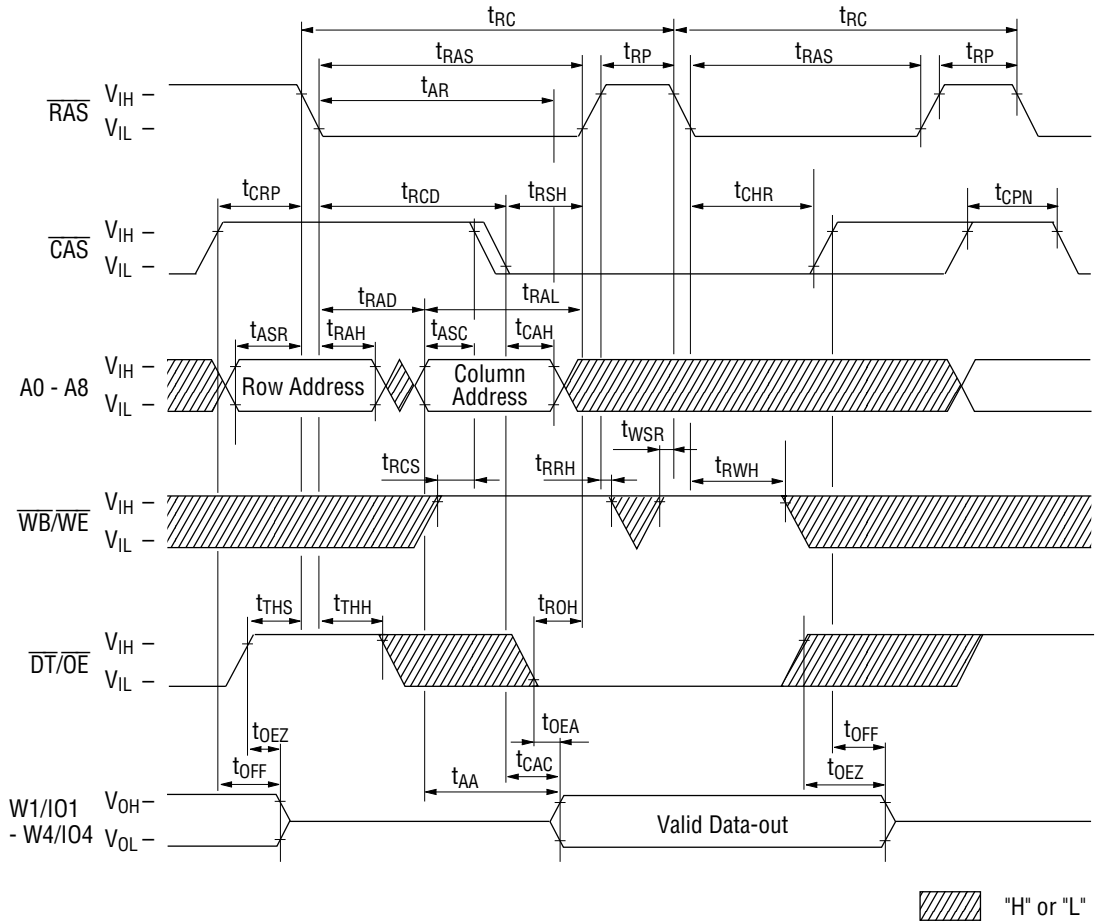 tRC tRC
tRAS tRP tRAS tRP
tAR
RAS VIH –
VIL –
tCRP tRCD tRSH tCHR tCPN
CAS VIH –
VIL –
tRAD tRAL
tASR tRAH tASC tCAH
A0 - A8 VIH –
VIL –
Row Address
Column
Address
tWSR
tRCS tRRH tRWH
WB/WE VIH –
VIL –
tTHS tTHH tROH
DT/OE VIH –
VIL –
tOEZ tOEA tOFF
tOFF tAA tCAC tOEZ
W1/IO1 VOH –
- W4/IO4 VOL –
Valid Data-out
"H" or "L"